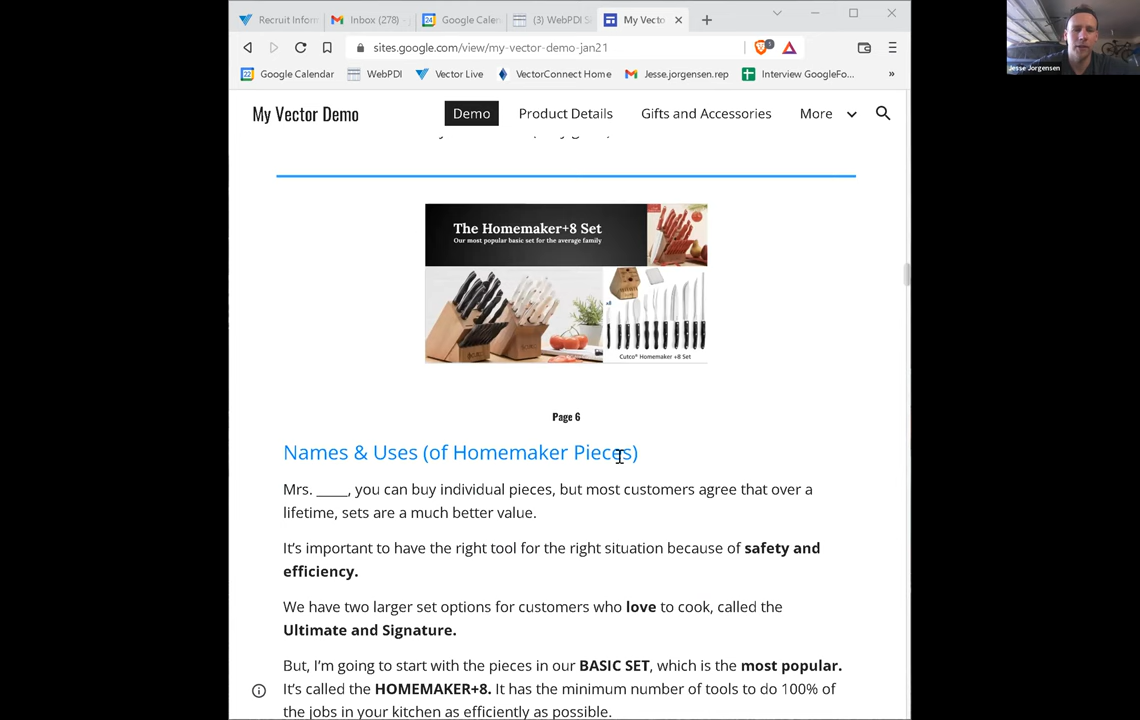 Recruit Inform
Inbox (278)
Google Calen
(3) WebPDI S
My Vecto
sites.google.com/view/my-vector-demo-jan21
Google Calendar
WebPDI
Vector Live
VectorConnect Home
Jesse.jorgensen.rep
Interview GoogleFo...
»
Jesse Jorgensen
My Vector Demo
Demo
Product Details
Gifts and Accessories
More
The Homemaker+8 Set
Our most popular basic set for the average family
Cutco® Homemaker +8 Set
Page 6
Names & Uses (of Homemaker Pieces)
Mrs. _____, you can buy individual pieces, but most customers agree that over a
lifetime, sets are a much better value.
It's important to have the right tool for the right situation because of safety and
efficiency.
We have two larger set options for customers who love to cook, called the
Ultimate and Signature.
But, I'm going to start with the pieces in our BASIC SET, which is the most popular.
It's called the HOMEMAKER+8. It has the minimum number of tools to do 100% of
the jobs in your kitchen as efficiently as possible.